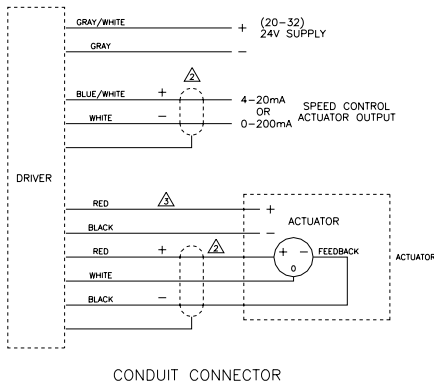 GRAY/WHITE + (20-32)
24V SUPPLY
GRAY -
2
BLUE/WHITE + 4-20mA
OR
SPEED CONTROL
ACTUATOR OUTPUT
WHITE - 0-200mA
DRIVER
RED 3 +
ACTUATOR
BLACK -
RED + 2 + - FEEDBACK
0
ACTUATOR
WHITE
BLACK -
CONDUIT CONNECTOR